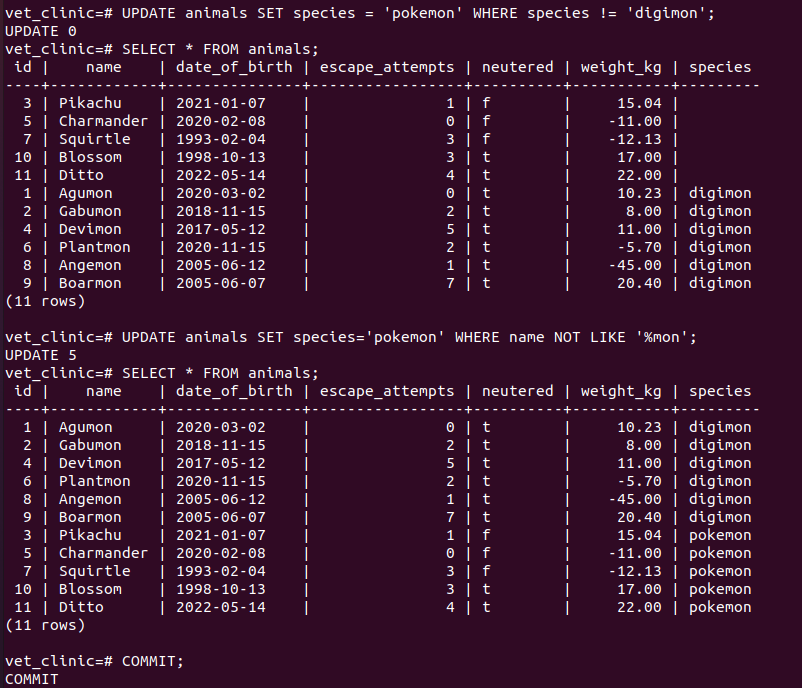 vet_clinic=# UPDATE animals SET species = 'pokemon' WHERE species != 'digimon';
UPDATE 0
vet_clinic=# SELECT * FROM animals;
 id |    name    | date_of_birth | escape_attempts | neutered | weight_kg | species
----+------------+---------------+-----------------+----------+-----------+---------
  3 | Pikachu    | 2021-01-07    |               1 | f        |     15.04 |
  5 | Charmander | 2020-02-08    |               0 | f        |    -11.00 |
  7 | Squirtle   | 1993-02-04    |               3 | f        |    -12.13 |
 10 | Blossom    | 1998-10-13    |               3 | t        |     17.00 |
 11 | Ditto      | 2022-05-14    |               4 | t        |     22.00 |
  1 | Agumon     | 2020-03-02    |               0 | t        |     10.23 | digimon
  2 | Gabumon    | 2018-11-15    |               2 | t        |      8.00 | digimon
  4 | Devimon    | 2017-05-12    |               5 | t        |     11.00 | digimon
  6 | Plantmon   | 2020-11-15    |               2 | t        |     -5.70 | digimon
  8 | Angemon    | 2005-06-12    |               1 | t        |    -45.00 | digimon
  9 | Boarmon    | 2005-06-07    |               7 | t        |     20.40 | digimon
(11 rows)

vet_clinic=# UPDATE animals SET species='pokemon' WHERE name NOT LIKE '%mon';
UPDATE 5
vet_clinic=# SELECT * FROM animals;
 id |    name    | date_of_birth | escape_attempts | neutered | weight_kg | species
----+------------+---------------+-----------------+----------+-----------+---------
  1 | Agumon     | 2020-03-02    |               0 | t        |     10.23 | digimon
  2 | Gabumon    | 2018-11-15    |               2 | t        |      8.00 | digimon
  4 | Devimon    | 2017-05-12    |               5 | t        |     11.00 | digimon
  6 | Plantmon   | 2020-11-15    |               2 | t        |     -5.70 | digimon
  8 | Angemon    | 2005-06-12    |               1 | t        |    -45.00 | digimon
  9 | Boarmon    | 2005-06-07    |               7 | t        |     20.40 | digimon
  3 | Pikachu    | 2021-01-07    |               1 | f        |     15.04 | pokemon
  5 | Charmander | 2020-02-08    |               0 | f        |    -11.00 | pokemon
  7 | Squirtle   | 1993-02-04    |               3 | f        |    -12.13 | pokemon
 10 | Blossom    | 1998-10-13    |               3 | t        |     17.00 | pokemon
 11 | Ditto      | 2022-05-14    |               4 | t        |     22.00 | pokemon
(11 rows)

vet_clinic=# COMMIT;
COMMIT